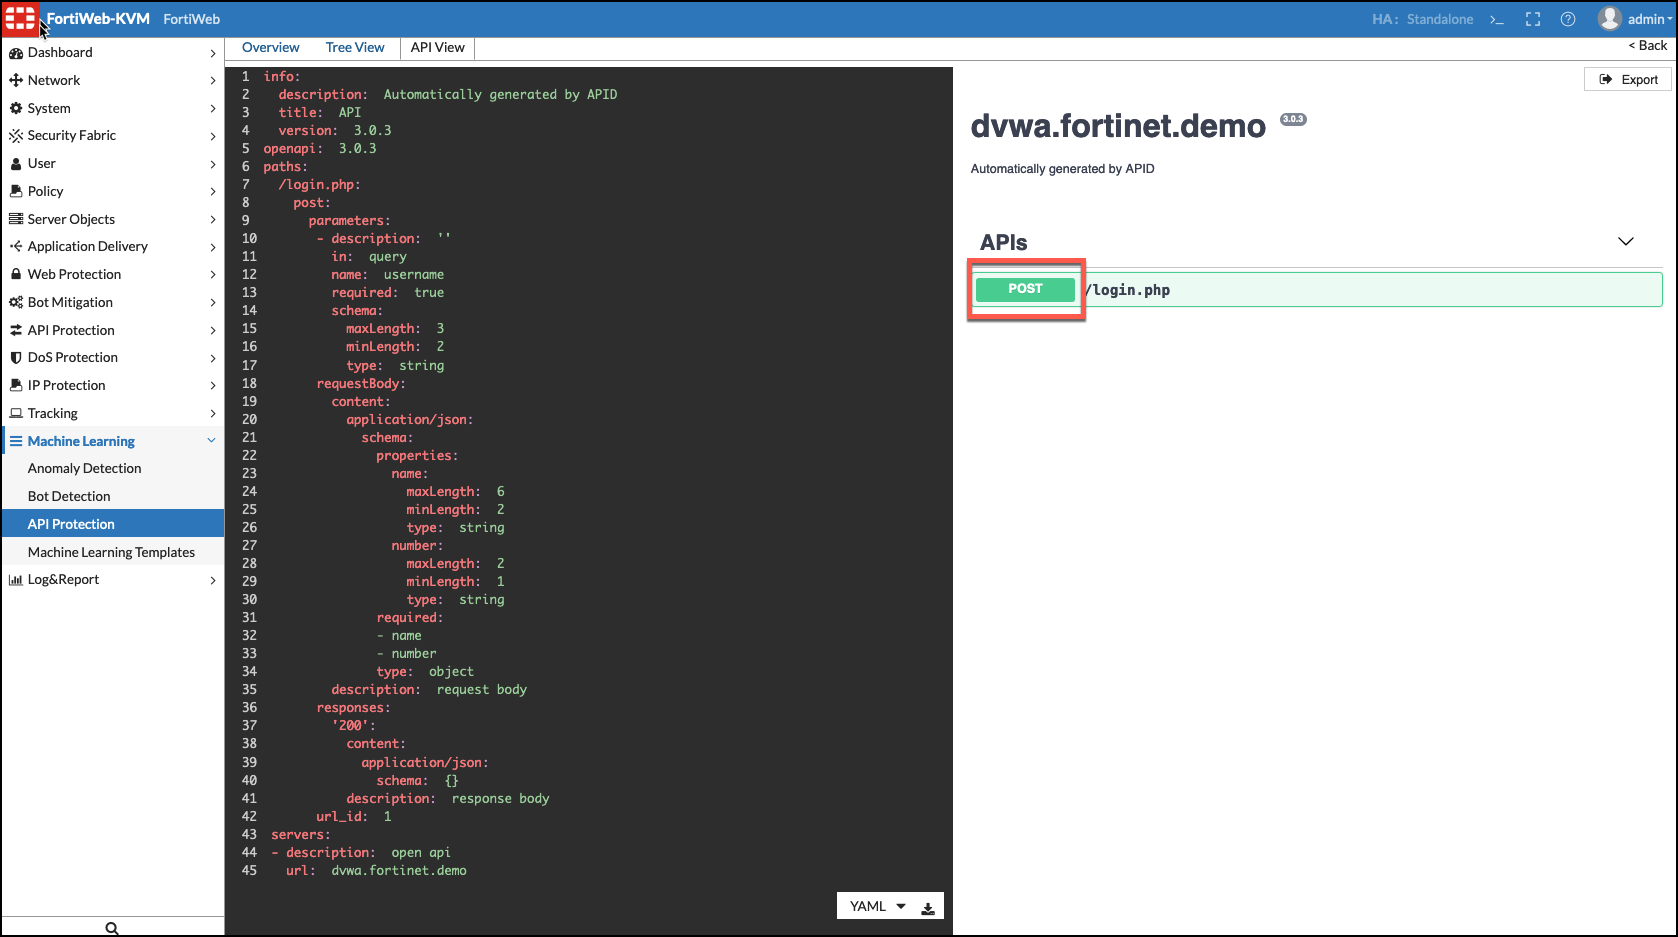 FortiWeb-KVM FortiWeb HA: Standalone >_ admin
Dashboard
Network
System
Security Fabric
User
Policy
Server Objects
Application Delivery
Web Protection
Bot Mitigation
API Protection
DoS Protection
IP Protection
Tracking
Machine Learning
Anomaly Detection
Bot Detection
API Protection
Machine Learning Templates
Log&Report
Overview Tree View API View
< Back
1 info:
2 description: Automatically generated by APID
3 title: API
4 version: 3.0.3
5 openapi: 3.0.3
6 paths:
7 /login.php:
8 post:
9 parameters:
10 - description: ''
11 in: query
12 name: username
13 required: true
14 schema:
15 maxLength: 3
16 minLength: 2
17 type: string
18 requestBody:
19 content:
20 application/json:
21 schema:
22 properties:
23 name:
24 maxLength: 6
25 minLength: 2
26 type: string
27 number:
28 maxLength: 2
29 minLength: 1
30 type: string
31 required:
32 - name
33 - number
34 type: object
35 description: request body
36 responses:
37 '200':
38 content:
39 application/json:
40 schema: {}
41 description: response body
42 url_id: 1
43 servers:
44 - description: open api
45 url: dvwa.fortinet.demo
YAML
Export
dvwa.fortinet.demo 3.0.3
Automatically generated by APID
APIs
POST /login.php